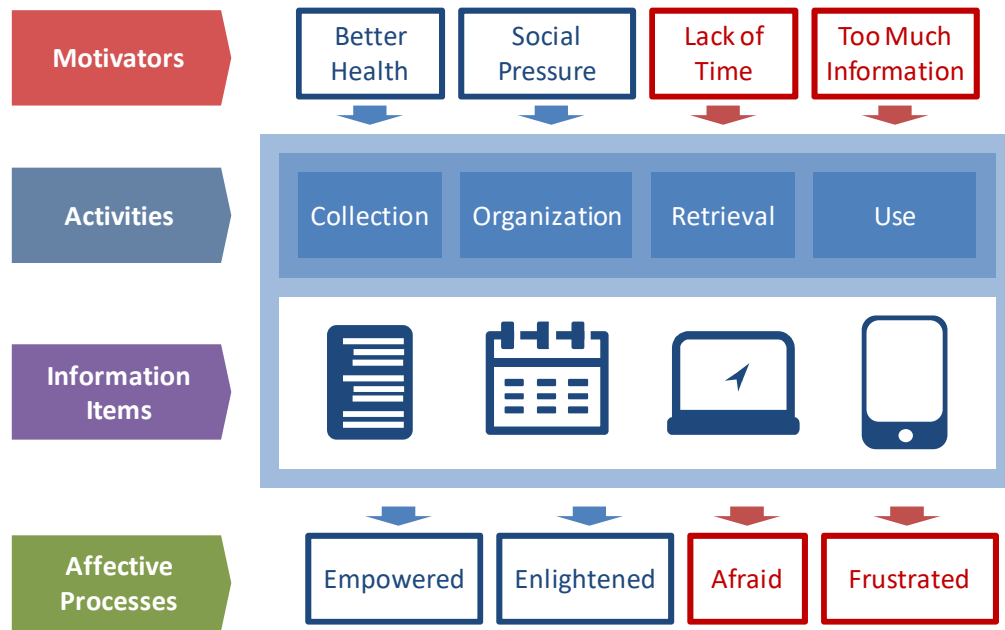 Motivators
Better
Health
Social
Pressure
Lack of
Time
Too Much
Information
Activities
Collection
Organization
Retrieval
Use
Information
Items
Affective
Processes
Empowered
Enlightened
Afraid
Frustrated